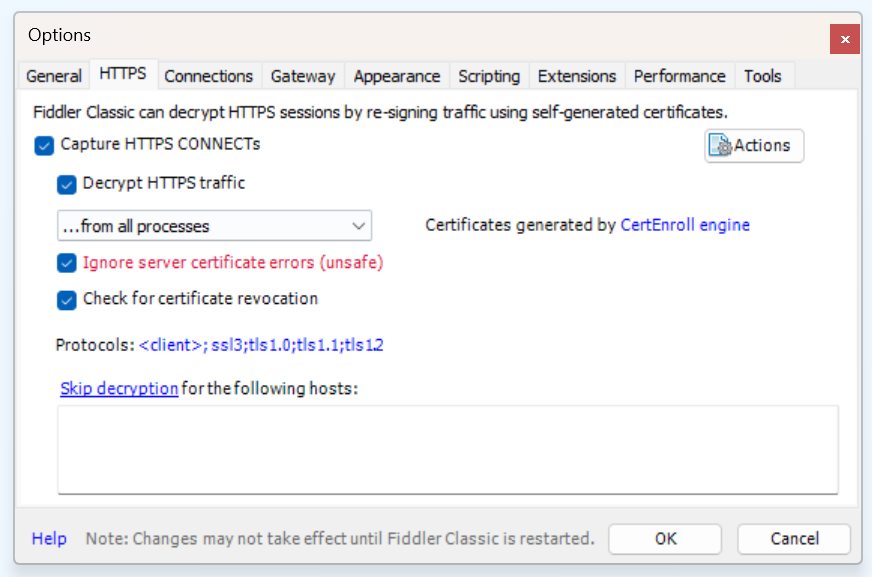 Options
General HTTPS Connections Gateway Appearance Scripting Extensions Performance Tools
Fiddler Classic can decrypt HTTPS sessions by re-signing traffic using self-generated certificates.
Capture HTTPS CONNECTs
Actions
Decrypt HTTPS traffic
...from all processes
Certificates generated by CertEnroll engine
Ignore server certificate errors (unsafe)
Check for certificate revocation
Protocols: <client>;ssl3;tls1.0;tls1.1;tls1.2
Skip decryption for the following hosts:
Help Note: Changes may not take effect until Fiddler Classic is restarted. OK Cancel